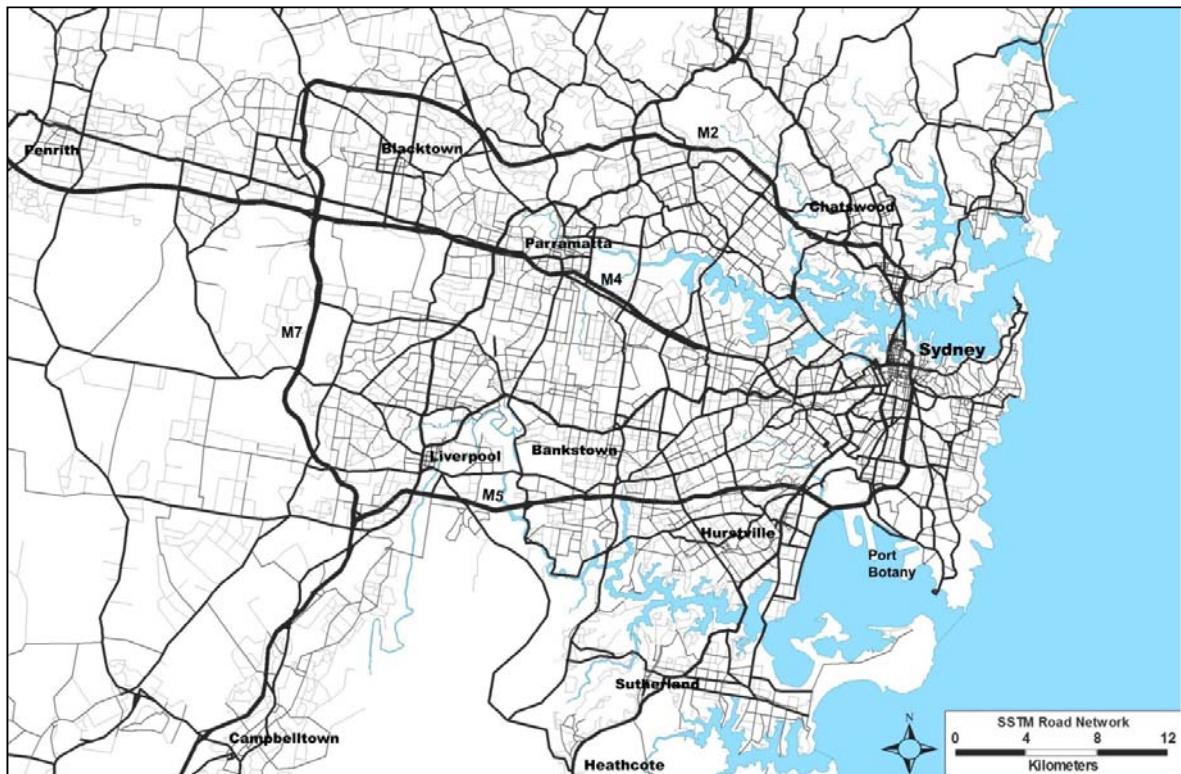 M2
Penrith
Blacktown
Chatswood
Parramatta
M4
M7
Sydney
Liverpool
Bankstown
M5
Hurstville
Port
Botany
Sutherland
Campbelltown
Heathcote
N
SSTM Road Network
0 4 8 12
Kilometers